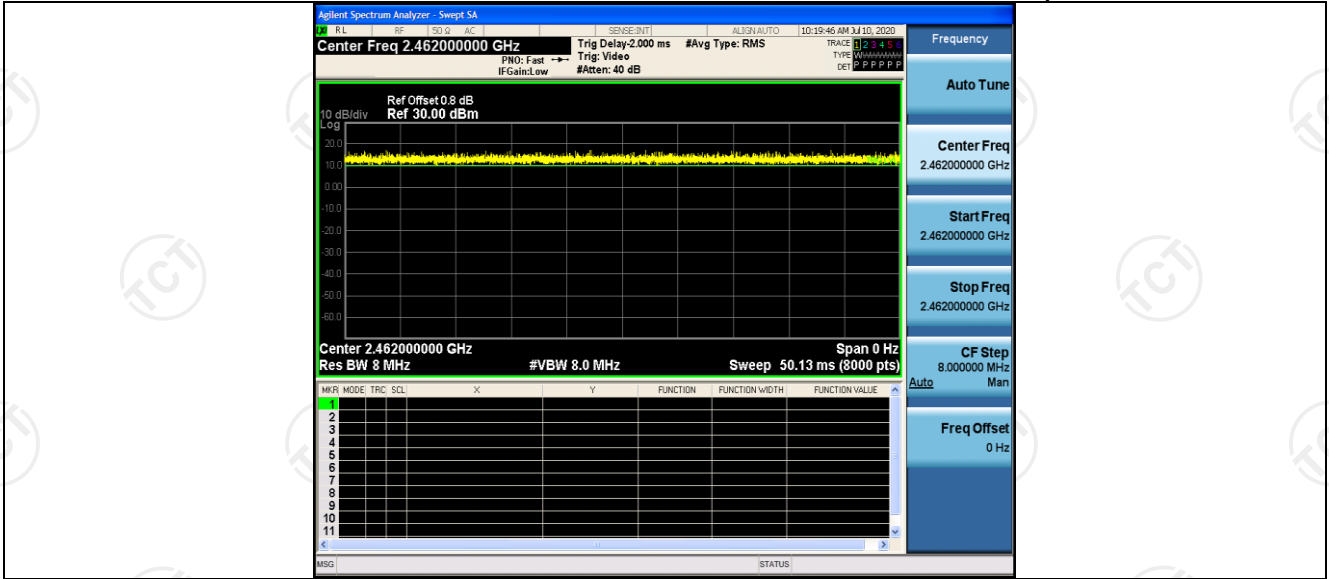 Agilent Spectrum Analyzer - Swept SA
RL RF 50 Ω AC SENSE:INT ALIGN AUTO 10:19:46 AM Jul 10, 2020
Center Freq 2.462000000 GHz
Trig Delay-2.000 ms #Avg Type: RMS
TRACE 1 2 3 4 5 6
PNO: Fast Trig: Video
TYPE WWWWWW
IFGain:Low #Atten: 40 dB
DET P P P P P P
Ref Offset 0.8 dB
10 dB/div Ref 30.00 dBm
Log
20.0
10.0
0.00
-10.0
-20.0
-30.0
-40.0
-50.0
-60.0
Center 2.462000000 GHz Span 0 Hz
Res BW 8 MHz #VBW 8.0 MHz Sweep 50.13 ms (8000 pts)
MKR MODE TRC SCL X Y FUNCTION FUNCTION WIDTH FUNCTION VALUE
1
2
3
4
5
6
7
8
9
10
11
MSG STATUS
Frequency
Auto Tune
Center Freq
2.462000000 GHz
Start Freq
2.462000000 GHz
Stop Freq
2.462000000 GHz
CF Step
8.000000 MHz
Auto Man
Freq Offset
0 Hz
TCT
TCT